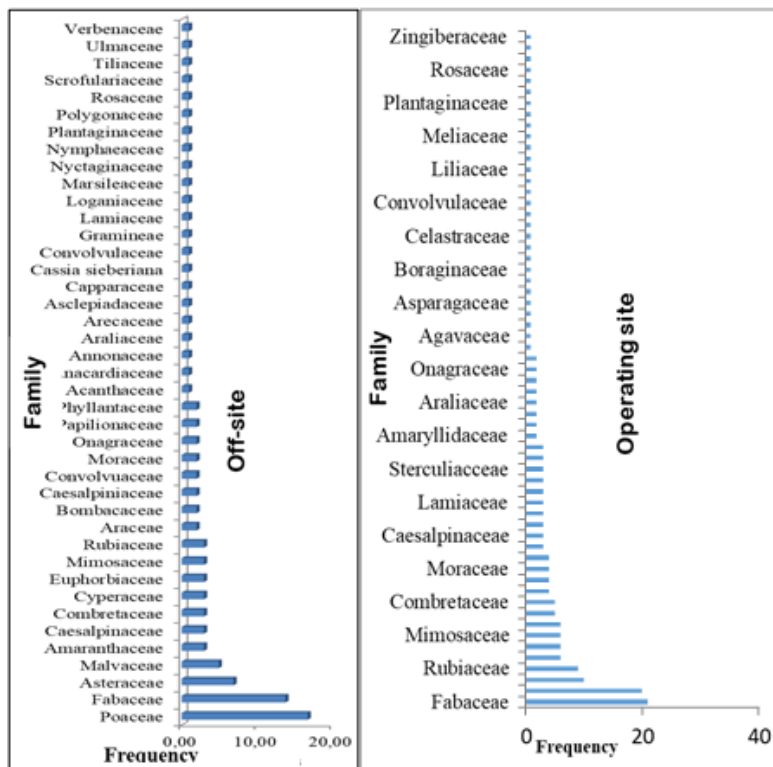 Verbenaceae
Ulmaceae
Tiliaceae
Scrofulariaceae
Rosaceae
Polygonaceae
Plantaginaceae
Nymphaeaceae
Nyctaginaceae
Marsileaceae
Loganiaceae
Lamiaceae
Gramineae
Convolvulaceae
Cassia sieberiana
Capparaceae
Asclepiadaceae
Arecaceae
Araliaceae
Annonaceae
nacardiaceae
Acanthaceae
Phyllantaceae
Papilionaceae
Onagraceae
Moraceae
Convolvuaceae
Caesalpiniaceae
Bombacaceae
Araceae
Rubiaceae
Mimosaceae
Euphorbiaceae
Cyperaceae
Combretaceae
Caesalpinaceae
Amaranthaceae
Malvaceae
Asteraceae
Fabaceae
Poaceae
Family
Off-site
0,00 10,00 20,00
Frequency
Zingiberaceae
Rosaceae
Plantaginaceae
Meliaceae
Liliaceae
Convolvulaceae
Celastraceae
Boraginaceae
Asparagaceae
Agavaceae
Onagraceae
Araliaceae
Amaryllidaceae
Sterculiacceae
Lamiaceae
Caesalpinaceae
Moraceae
Combretaceae
Mimosaceae
Rubiaceae
Fabaceae
Family
Operating site
0 20 40
Frequency